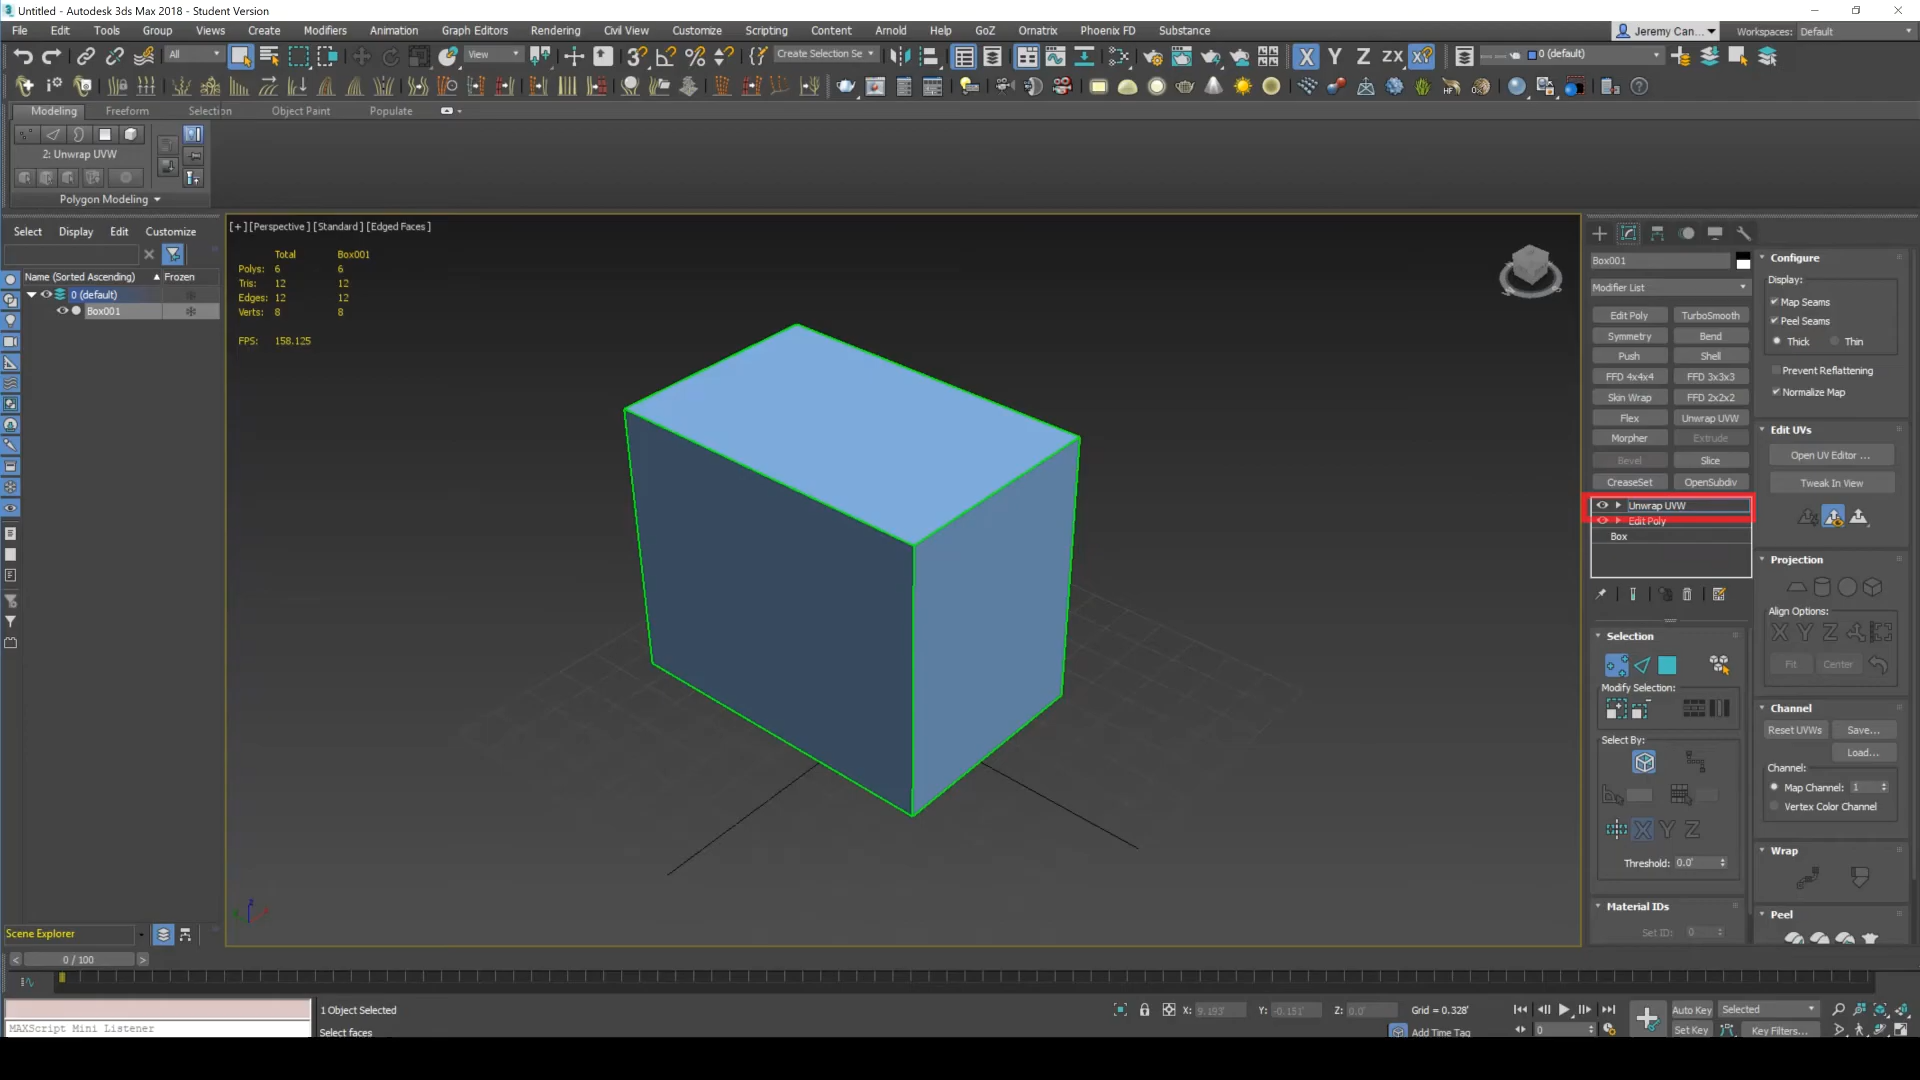 Untitled - Autodesk 3ds Max 2018 - Student Version
File Edit Tools Group Views Create Modifiers Animation Graph Editors Rendering Civil View Customize Scripting Content Arnold Help GoZ Ornatrix Phoenix FD Substance
Jeremy Can... Workspaces: Default
All View Create Selection Se X Y Z ZX 0 (default)
Modeling Freeform Selection Object Paint Populate
2: Unwrap UVW
Polygon Modeling
Select Display Edit Customize
Name (Sorted Ascending) Frozen
0 (default)
Box001
Scene Explorer
[+] [Perspective ] [Standard ] [Edged Faces ]
Total Box001
Polys: 6 6
Tris: 12 12
Edges: 12 12
Verts: 8 8
FPS: 158.125
Box001
Modifier List
Edit Poly TurboSmooth
Symmetry Bend
Push Shell
FFD 4x4x4 FFD 3x3x3
Skin Wrap FFD 2x2x2
Flex Unwrap UVW
Morpher Extrude
Bevel Slice
CreaseSet OpenSubdiv
Unwrap UVW
Edit Poly
Box
Selection
Modify Selection:
Select By:
X Y Z
Threshold: 0.0'
Material IDs
Set ID: 0
Configure
Display:
Map Seams
Peel Seams
Thick Thin
Prevent Reflattening
Normalize Map
Edit UVs
Open UV Editor ...
Tweak In View
Projection
Align Options:
X Y Z
Fit Center
Channel
Reset UVWs Save...
Load...
Channel:
Map Channel: 1
Vertex Color Channel
Wrap
Peel
< 0 / 100 >
1 Object Selected
X: 9.193' Y: -0.151' Z: 0.0' Grid = 0.328'
Auto Key Selected
MAXScript Mini Listener
Select faces
Add Time Tag
0
Set Key Key Filters...